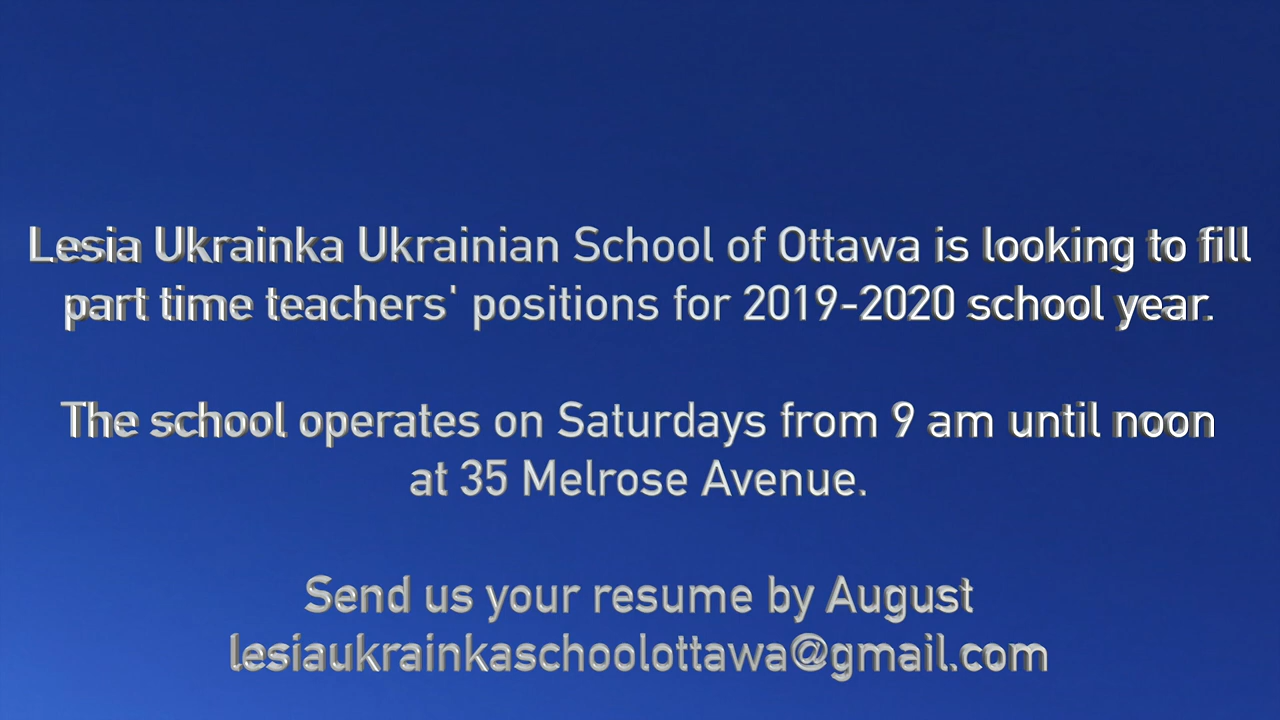 Lesia Ukrainka Ukrainian School of Ottawa is looking to fill
part time teachers' positions for 2019-2020 school year.
The school operates on Saturdays from 9 am until noon
at 35 Melrose Avenue.
Send us your resume by August
lesiaukrainkaschoolottawa@gmail.com